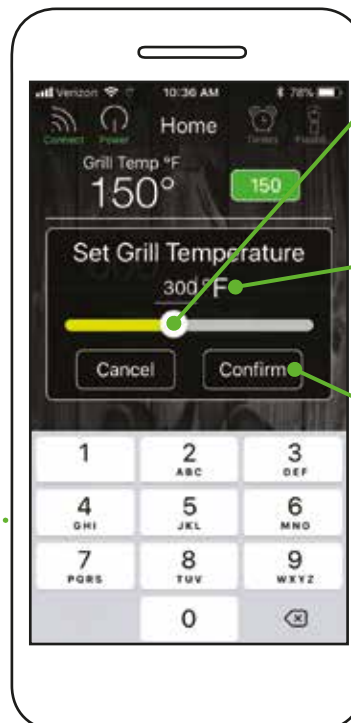 Verizon 10:36 AM 78%
Connect Power Home Timers
Grill Temp °F
150° 150
Set Grill Temperature
300 °F
Cancel Confirm
1 2 3
ABC DEF
4 5 6
GHI JKL MNO
7 8 9
PQRS TUV WXYZ
0